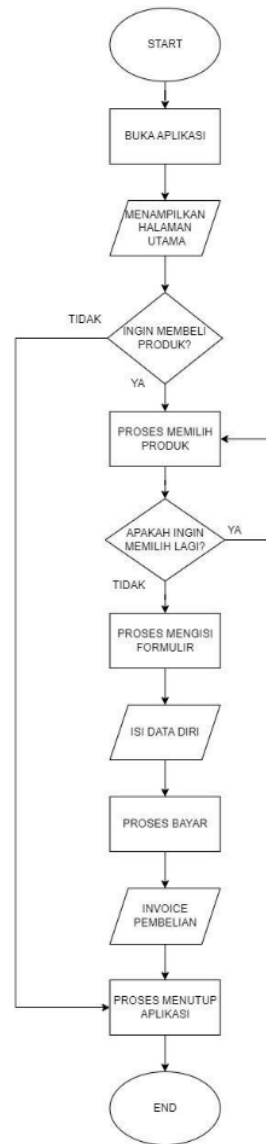 START
BUKA APLIKASI
MENAMPILKAN
HALAMAN
UTAMA
TIDAK
INGIN MEMBELI
PRODUK?
YA
PROSES MEMILIH
PRODUK
APAKAH INGIN
MEMILIH LAGI?
YA
TIDAK
PROSES MENGISI
FORMULIR
ISI DATA DIRI
PROSES BAYAR
INVOICE
PEMBELIAN
PROSES MENUTUP
APLIKASI
END